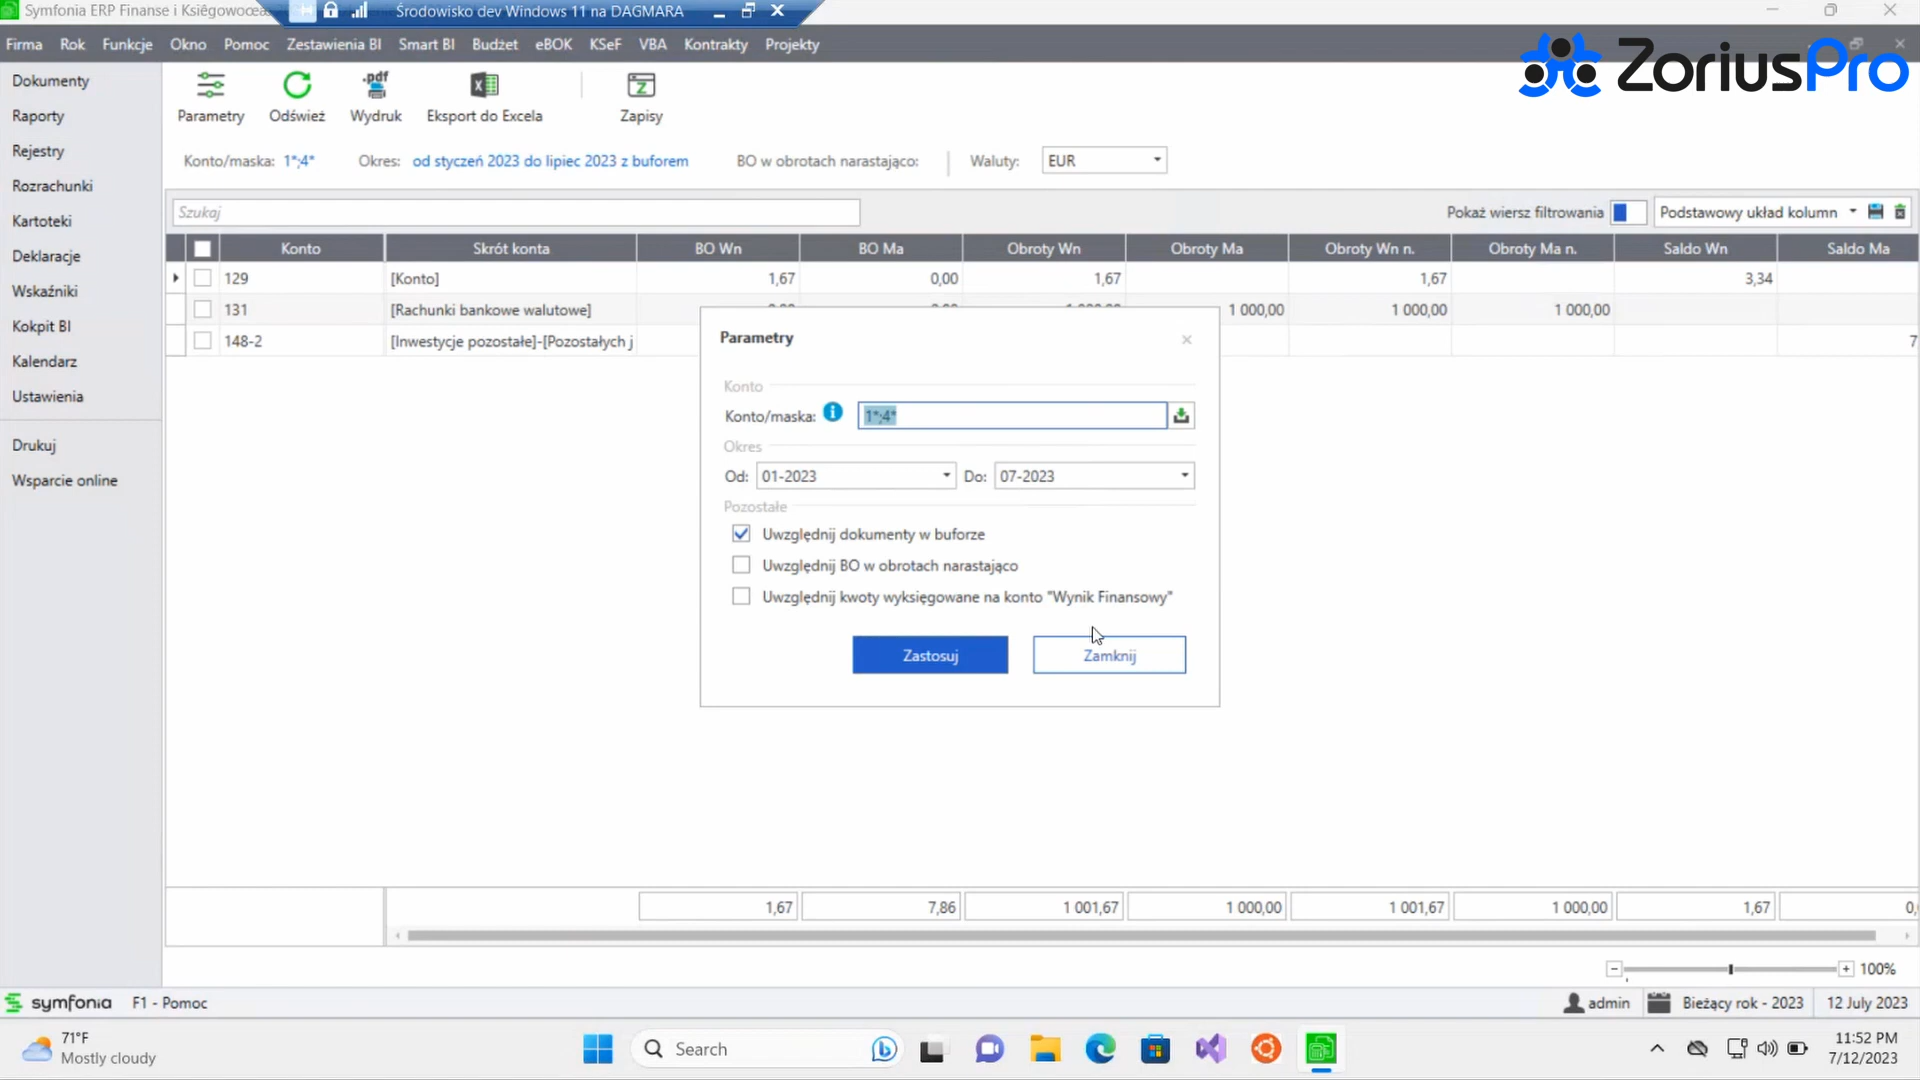 Symfonia ERP Finanse i Ksiêgowość
Środowisko dev Windows 11 na DAGMARA
Firma Rok Funkcje Okno Pomoc Zestawienia BI Smart BI Budżet eBOK KSeF VBA Kontrakty Projekty
ZoriusPro
Dokumenty
Raporty
Rejestry
Rozrachunki
Kartoteki
Deklaracje
Wskaźniki
Kokpit BI
Kalendarz
Ustawienia
Drukuj
Wsparcie online
.pdf
Parametry Odśwież Wydruk Eksport do Excela Zapisy
Konto/maska: 1*;4* Okres: od styczeń 2023 do lipiec 2023 z buforem BO w obrotach narastająco: Waluty: EUR
Szukaj Pokaż wiersz filtrowania Podstawowy układ kolumn
Konto Skrót konta BO Wn BO Ma Obroty Wn Obroty Ma Obroty Wn n. Obroty Ma n. Saldo Wn Saldo Ma
129 [Konto] 1,67 0,00 1,67 1,67 3,34
131 [Rachunki bankowe walutowe] 1 000,00 1 000,00 1 000,00
148-2 [Inwestycje pozostałe]-[Pozostałych j 7
Parametry
Konto
Konto/maska: 1*;4*
Okres
Od: 01-2023 Do: 07-2023
Pozostałe
Uwzględnij dokumenty w buforze
Uwzględnij BO w obrotach narastająco
Uwzględnij kwoty wyksięgowane na konto "Wynik Finansowy"
Zastosuj Zamknij
1,67 7,86 1 001,67 1 000,00 1 001,67 1 000,00 1,67 0,
100%
symfonia F1 - Pomoc admin Bieżący rok - 2023 12 July 2023
71°F
Mostly cloudy
Search
11:52 PM
7/12/2023